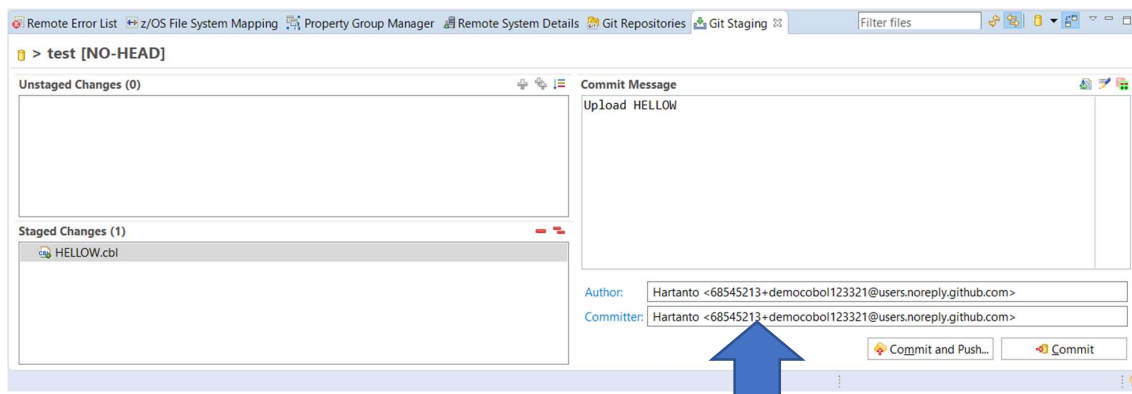 Remote Error List z/OS File System Mapping Property Group Manager Remote System Details Git Repositories Git Staging Filter files
> test [NO-HEAD]
Unstaged Changes (0)
Commit Message
Upload HELLOW
Staged Changes (1)
HELLOW.cbl
Author: Hartanto <68545213+democobol123321@users.noreply.github.com>
Committer: Hartanto <68545213+democobol123321@users.noreply.github.com>
Commit and Push... Commit